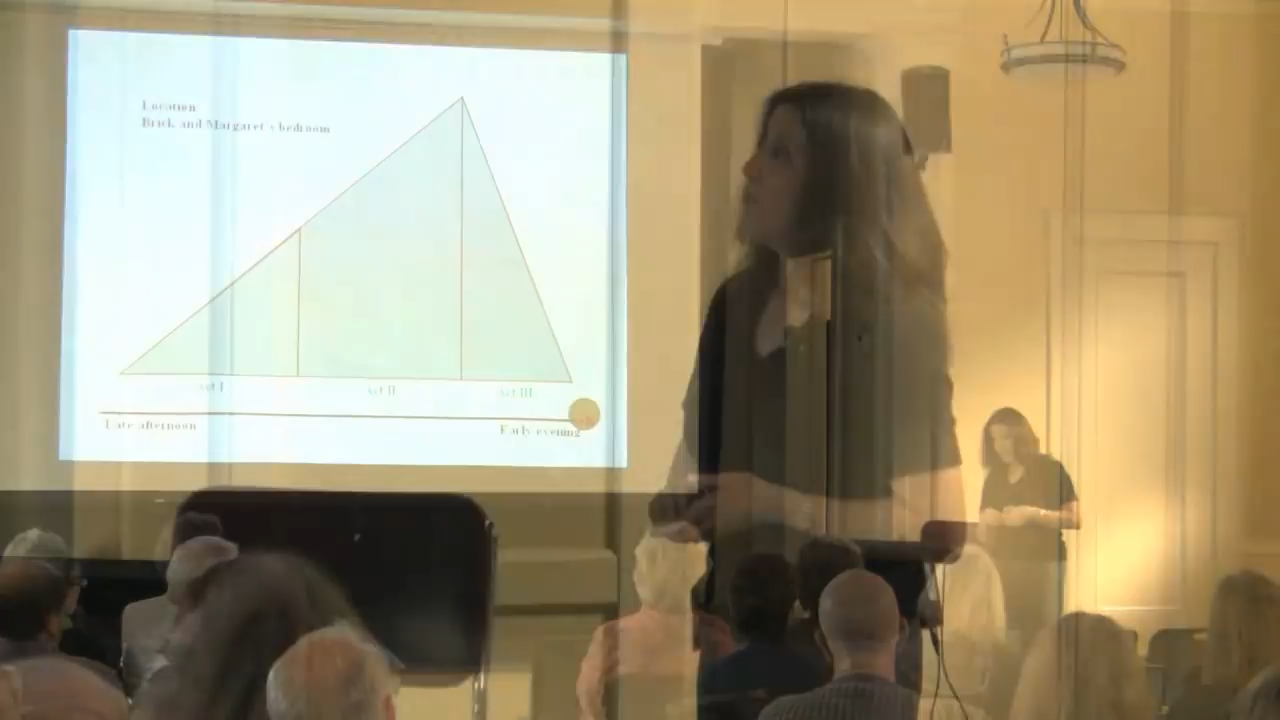 Location
Brick and Margaret's bedroom
act I
act II
act III
Late afternoon
Early evening